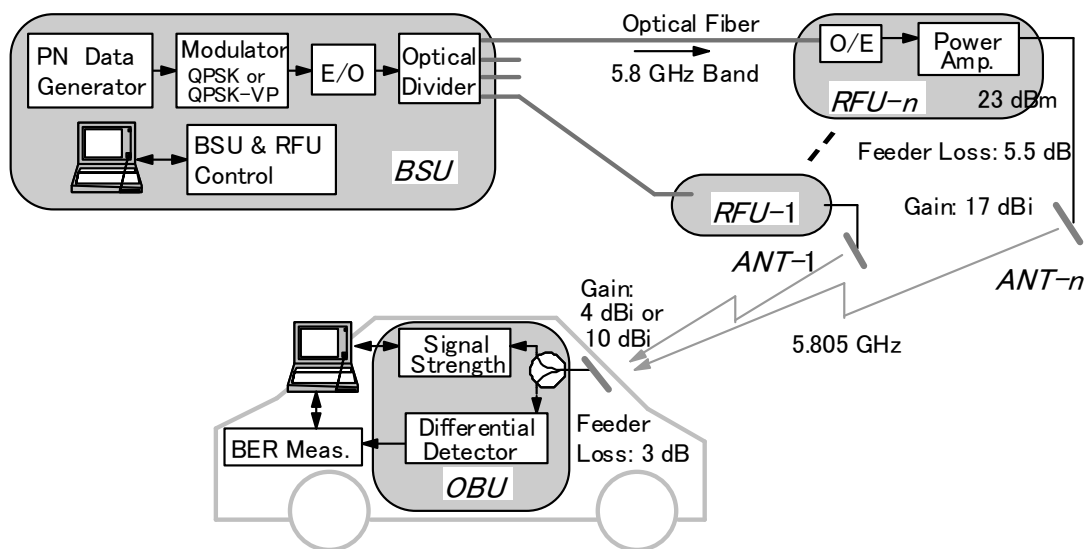 PN Data
Generator
Modulator
QPSK or
QPSK-VP
E/O
Optical
Divider
BSU & RFU
Control
BSU
Optical Fiber
5.8 GHz Band
O/E
Power
Amp.
RFU-n
23 dBm
Feeder Loss: 5.5 dB
RFU-1
Gain: 17 dBi
ANT-1
ANT-n
Gain:
4 dBi or
10 dBi
5.805 GHz
Signal
Strength
Differential
Detector
BER Meas.
Feeder
Loss: 3 dB
OBU